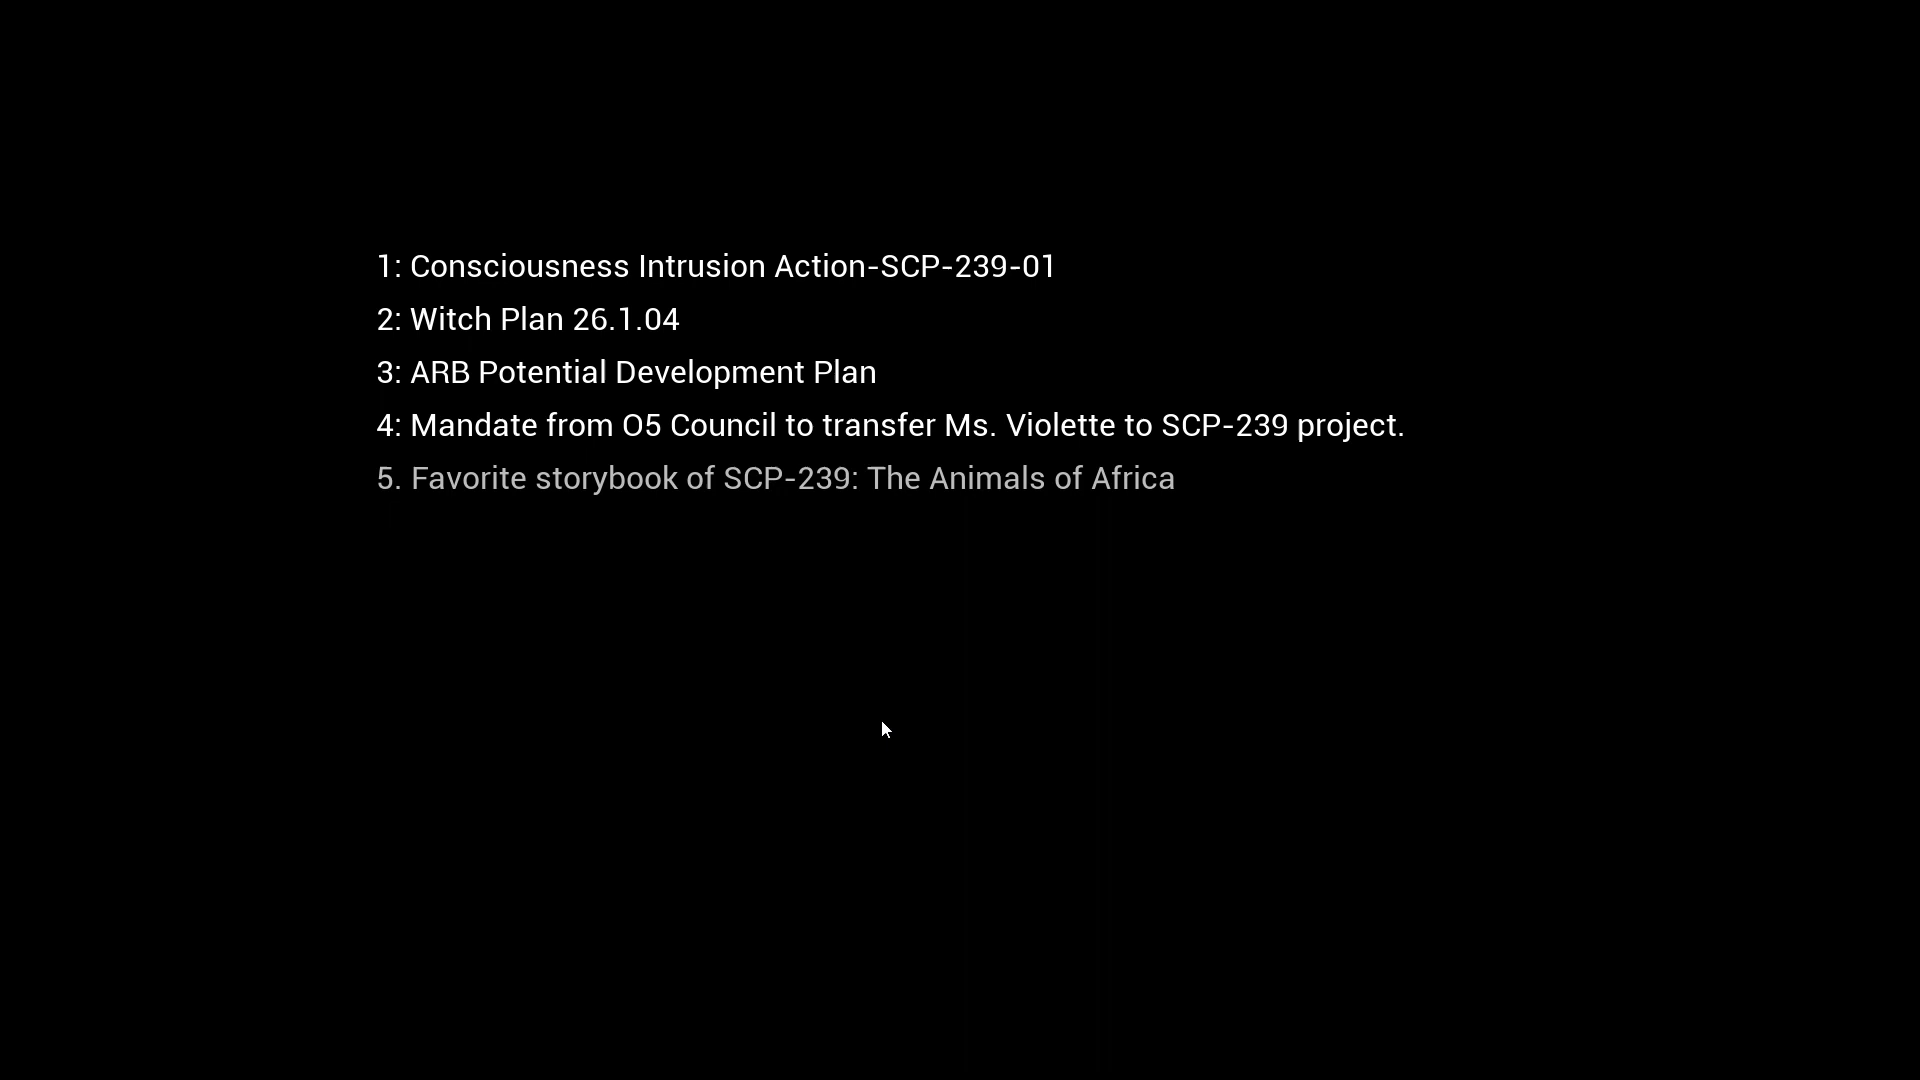 1: Consciousness Intrusion Action-SCP-239-01
2: Witch Plan 26.1.04
3: ARB Potential Development Plan
4: Mandate from O5 Council to transfer Ms. Violette to SCP-239 project.
5. Favorite storybook of SCP-239: The Animals of Africa